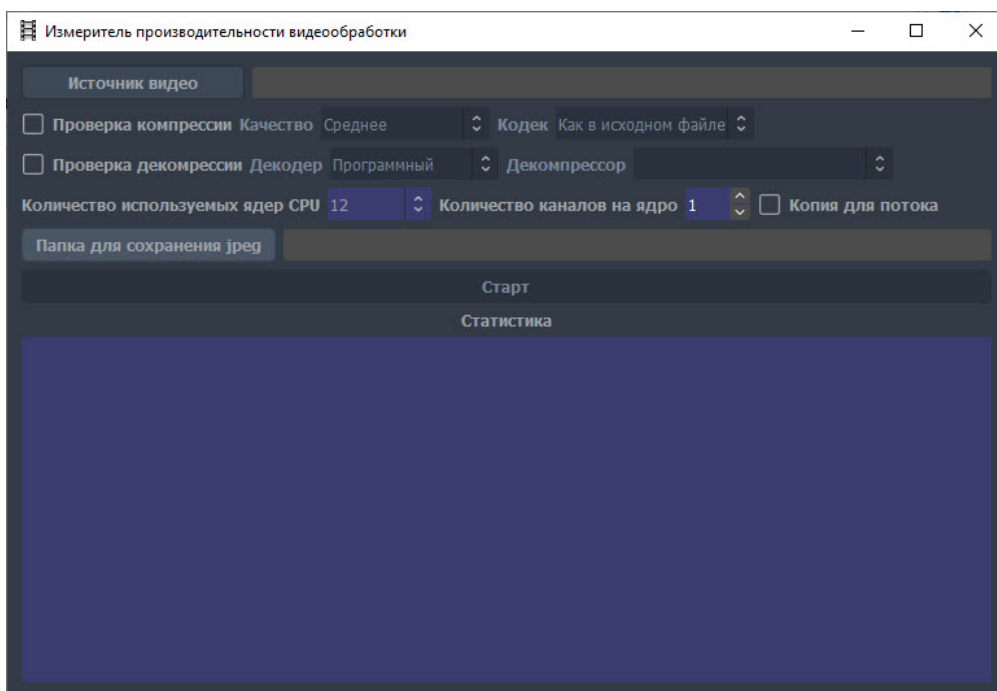 Измеритель производительности видеообработки
Источник видео
Проверка компрессии Качество Среднее Кодек Как в исходном файле
Проверка декомрессии Декодер Программный Декомпрессор
Количество используемых ядер CPU 12 Количество каналов на ядро 1 Копия для потока
Папка для сохранения jpeg
Старт
Статистика